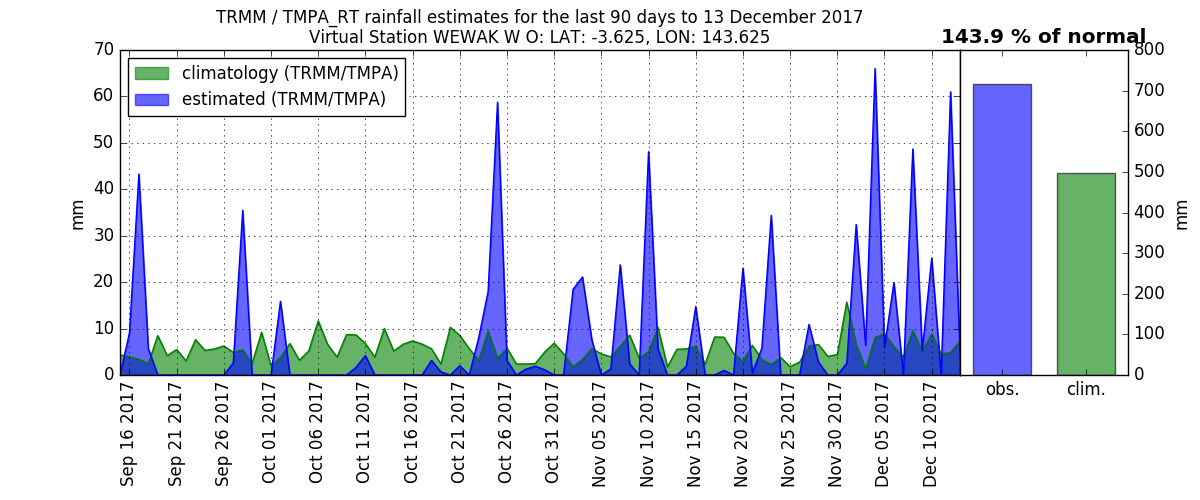 TRMM / TMPA_RT rainfall estimates for the last 90 days to 13 December 2017
Virtual Station WEWAK W O: LAT: -3.625, LON: 143.625
143.9 % of normal
climatology (TRMM/TMPA)
estimated (TRMM/TMPA)
70
60
50
40
30
20
10
0
mm
Sep 16 2017
Sep 21 2017
Sep 26 2017
Oct 01 2017
Oct 06 2017
Oct 11 2017
Oct 16 2017
Oct 21 2017
Oct 26 2017
Oct 31 2017
Nov 05 2017
Nov 10 2017
Nov 15 2017
Nov 20 2017
Nov 25 2017
Nov 30 2017
Dec 05 2017
Dec 10 2017
obs.
clim.
800
700
600
500
400
300
200
100
0
mm